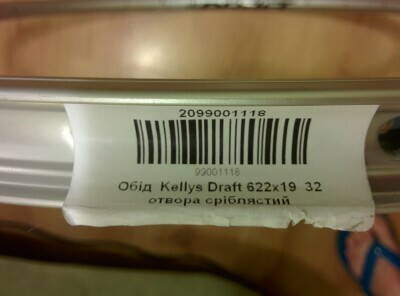 2099001118
99001118
Обід Kellys Draft 622x19 32
отвора сріблястий